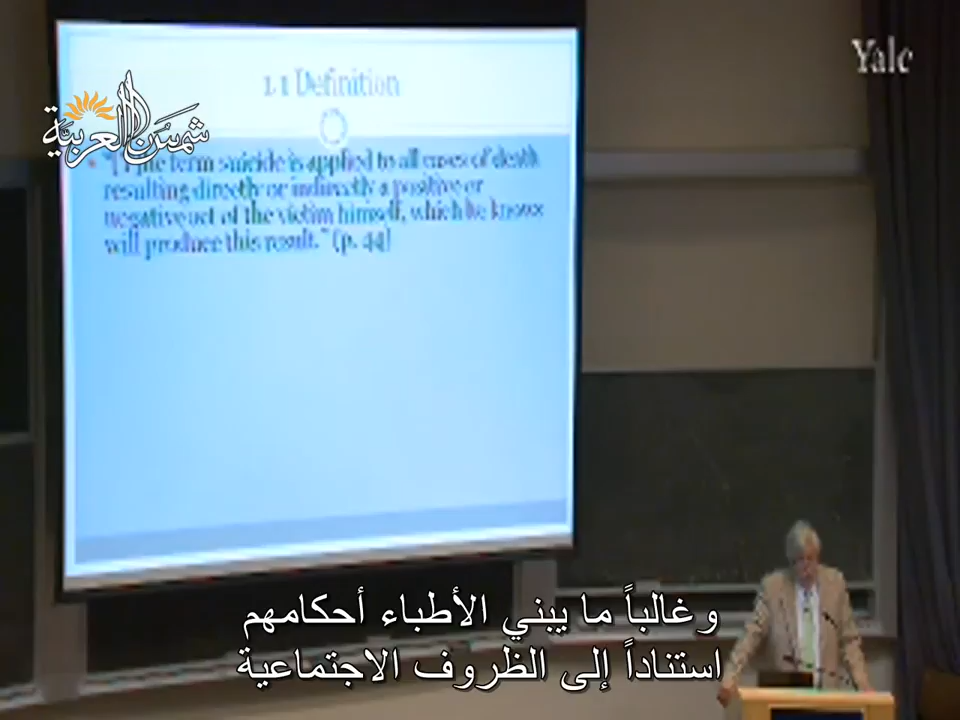 Yale
شمس العربية
1.1 Definition
"[T]he term suicide is applied to all cases of death
resulting directly or indirectly a positive or
negative act of the victim himself, which he knows
will produce this result." (p. 44)
وغالباً ما يبني الأطباء أحكامهم
استناداً إلى الظروف الاجتماعية